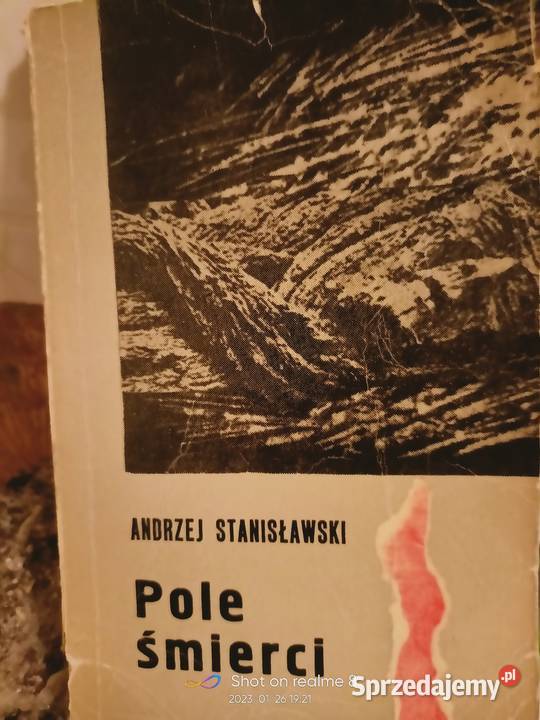 ANDRZEJ STANISŁAWSKI
Pole
śmierci
Shot on realme 8
2023. 01. 26 19:21
Sprzedajemy.pl